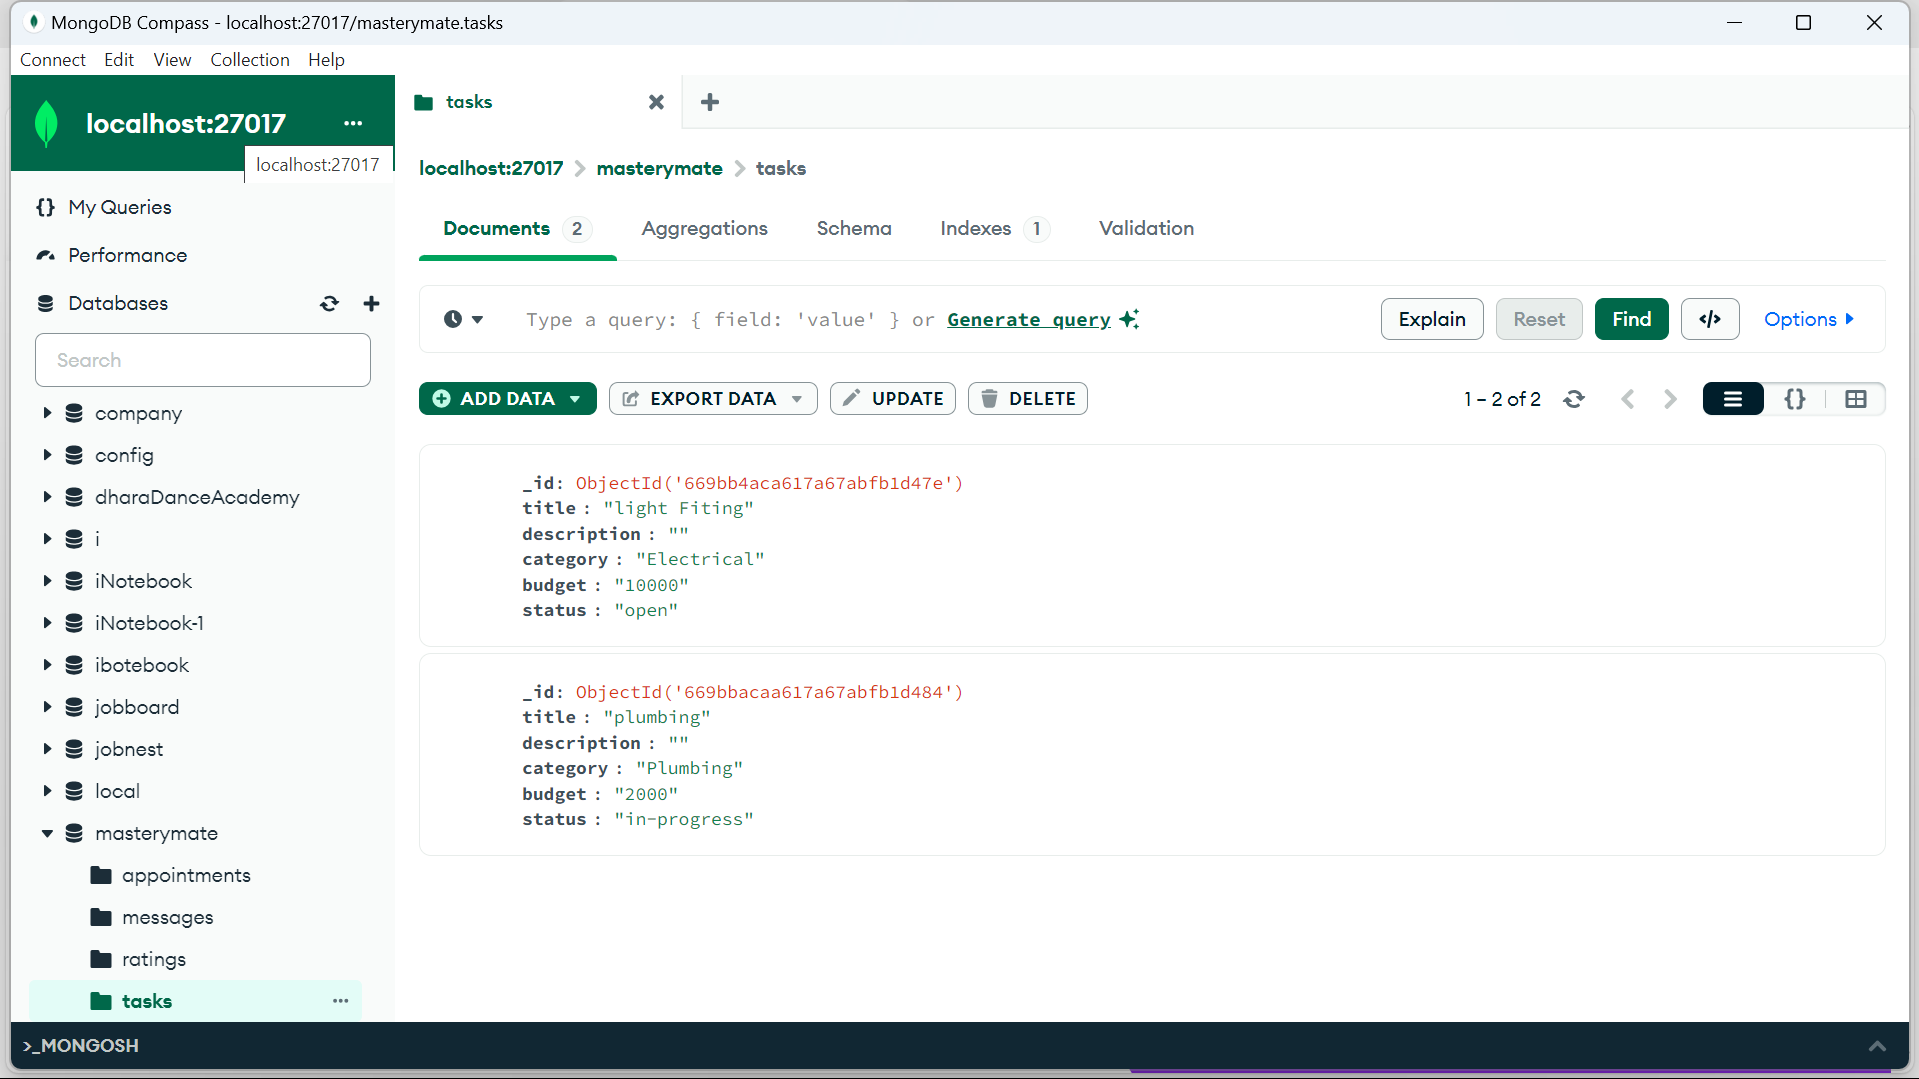 MongoDB Compass - localhost:27017/masterymate.tasks
Connect Edit View Collection Help
localhost:27017 ...
localhost:27017
{} My Queries
Performance
Databases
Search
company
config
dharaDanceAcademy
i
iNotebook
iNotebook-1
ibotebook
jobboard
jobnest
local
masterymate
appointments
messages
ratings
tasks ...
tasks
localhost:27017 > masterymate > tasks
Documents 2 Aggregations Schema Indexes 1 Validation
Type a query: { field: 'value' } or Generate query
Explain Reset Find </> Options
ADD DATA EXPORT DATA UPDATE DELETE
1 – 2 of 2 {}
_id: ObjectId('669bb4aca617a67abfb1d47e')
title : "light Fiting"
description : ""
category : "Electrical"
budget : "10000"
status : "open"
_id: ObjectId('669bbacaa617a67abfb1d484')
title : "plumbing"
description : ""
category : "Plumbing"
budget : "2000"
status : "in-progress"
>_MONGOSH